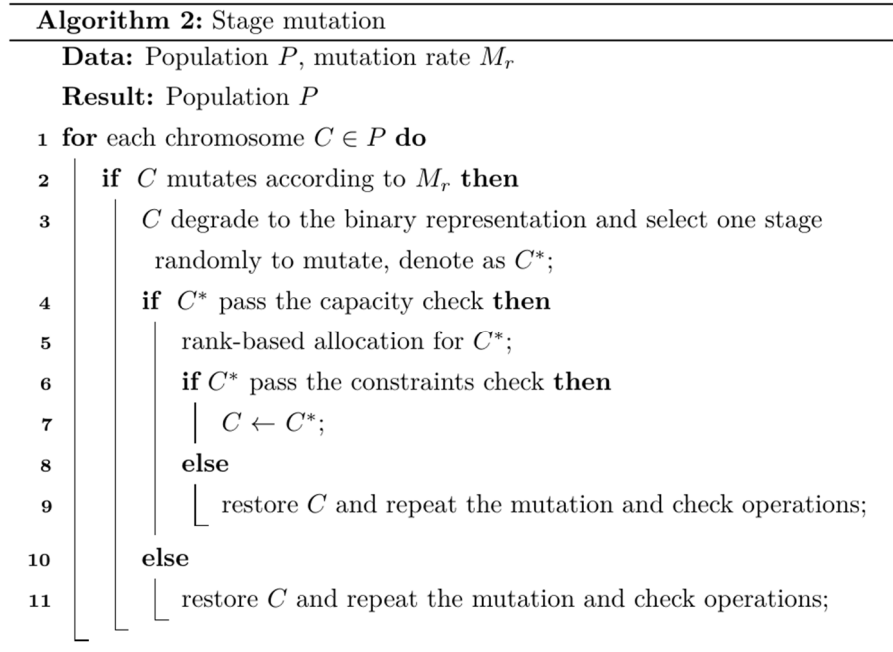 Algorithm 2: Stage mutation
Data: Population P, mutation rate M_r
Result: Population P
1 for each chromosome C ∈ P do
2 if C mutates according to M_r then
3 C degrade to the binary representation and select one stage
randomly to mutate, denote as C*;
4 if C* pass the capacity check then
5 rank-based allocation for C*;
6 if C* pass the constraints check then
7 C ← C*;
8 else
9 restore C and repeat the mutation and check operations;
10 else
11 restore C and repeat the mutation and check operations;